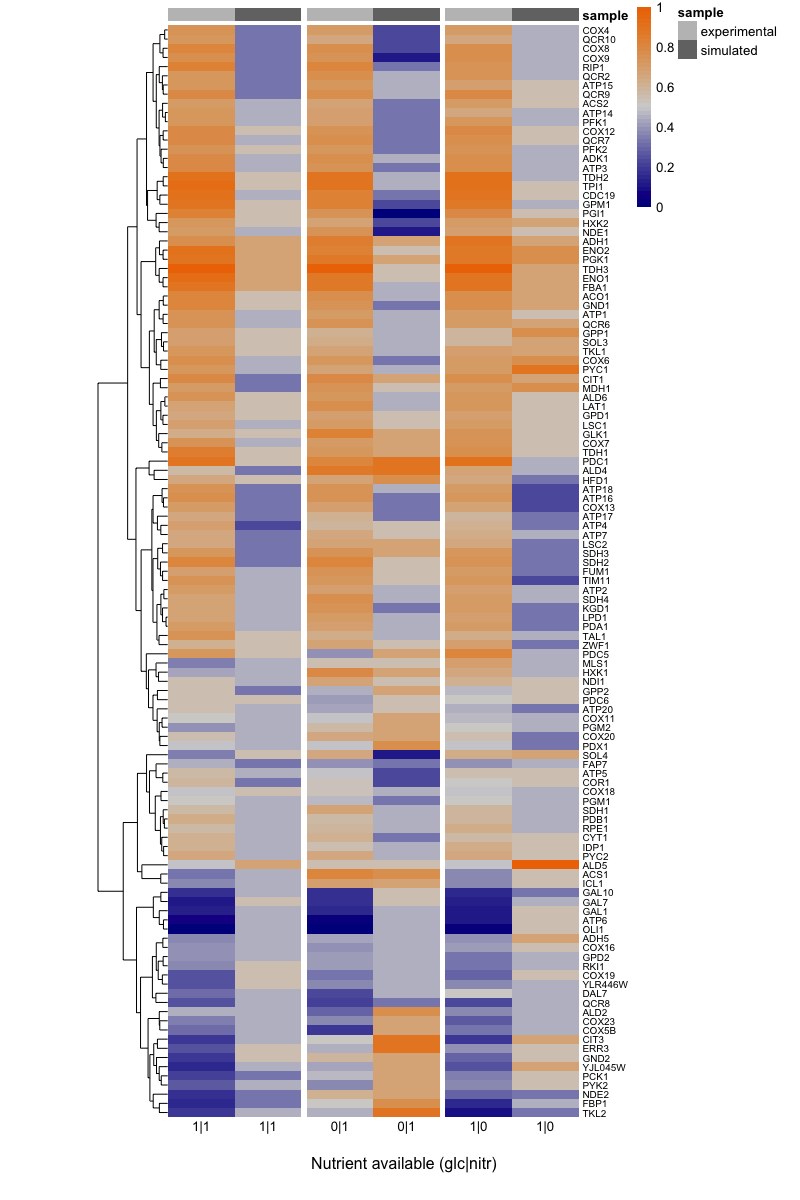 sample
COX4
QCR10
COX8
COX9
RIP1
QCR2
ATP15
QCR9
ACS2
ATP14
PFK1
COX12
QCR7
PFK2
ADK1
ATP3
TDH2
TPI1
CDC19
GPM1
PGI1
HXK2
NDE1
ADH1
ENO2
PGK1
TDH3
ENO1
FBA1
ACO1
GND1
ATP1
QCR6
GPP1
SOL3
TKL1
COX6
PYC1
CIT1
MDH1
ALD6
LAT1
GPD1
LSC1
GLK1
COX7
TDH1
PDC1
ALD4
HFD1
ATP18
ATP16
COX13
ATP17
ATP4
ATP7
LSC2
SDH3
SDH2
FUM1
TIM11
ATP2
SDH4
KGD1
LPD1
PDA1
TAL1
ZWF1
PDC5
MLS1
HXK1
NDI1
GPP2
PDC6
ATP20
COX11
PGM2
COX20
PDX1
SOL4
FAP7
ATP5
COR1
COX18
PGM1
SDH1
PDB1
RPE1
CYT1
IDP1
PYC2
ALD5
ACS1
ICL1
GAL10
GAL7
GAL1
ATP6
OLI1
ADH5
COX16
GPD2
RKI1
COX19
YLR446W
DAL7
QCR8
ALD2
COX23
COX5B
CIT3
ERR3
GND2
YJL045W
PCK1
PYK2
NDE2
FBP1
TKL2
1
0.8
0.6
0.4
0.2
0
sample
experimental
simulated
1|1 1|1 0|1 0|1 1|0 1|0
Nutrient available (glc|nitr)